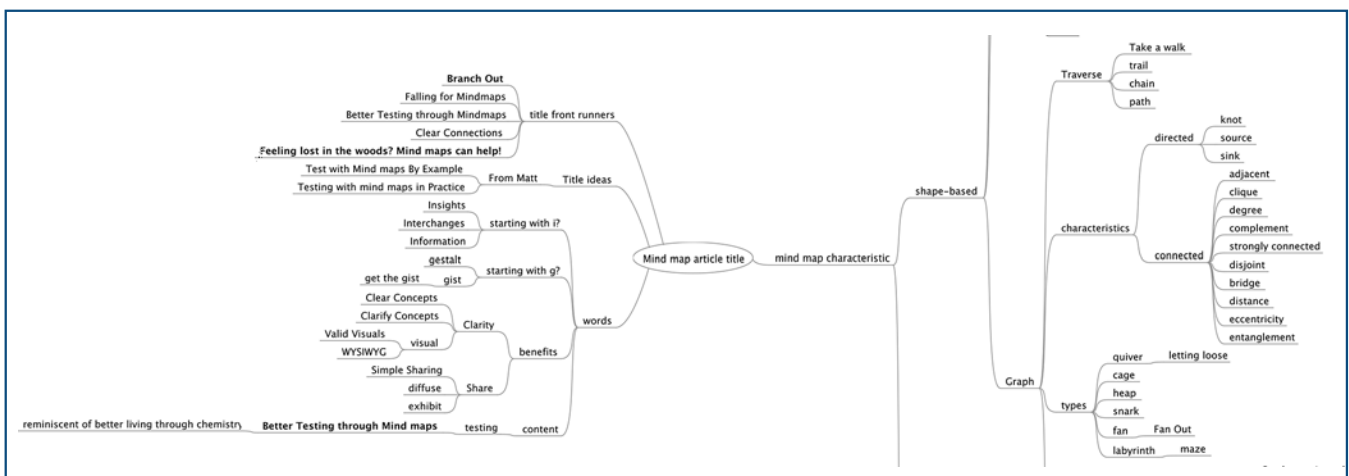 Branch Out
Falling for Mindmaps
Better Testing through Mindmaps
Clear Connections
Feeling lost in the woods? Mind maps can help!
title front runners
Test with Mind maps By Example
Testing with mind maps in Practice
From Matt
Title ideas
Insights
Interchanges
Information
starting with i?
gestalt
get the gist
gist
starting with g?
Clear Concepts
Clarify Concepts
Valid Visuals
WYSIWYG
visual
Clarity
Simple Sharing
diffuse
exhibit
Share
benefits
reminiscent of better living through chemistry
Better Testing through Mind maps
testing
content
words
Mind map article title
mind map characteristic
shape-based
Graph
Traverse
Take a walk
trail
chain
path
characteristics
directed
knot
source
sink
connected
adjacent
clique
degree
complement
strongly connected
disjoint
bridge
distance
eccentricity
entanglement
types
quiver
letting loose
cage
heap
snark
fan
Fan Out
labyrinth
maze